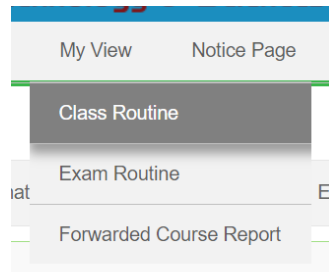 My View Notice Page
Class Routine
Exam Routine
Forwarded Course Report